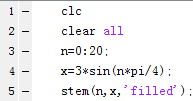 1 - clc
2 - clear all
3 - n=0:20;
4 - x=3*sin(n*pi/4);
5 - stem(n,x,'filled');